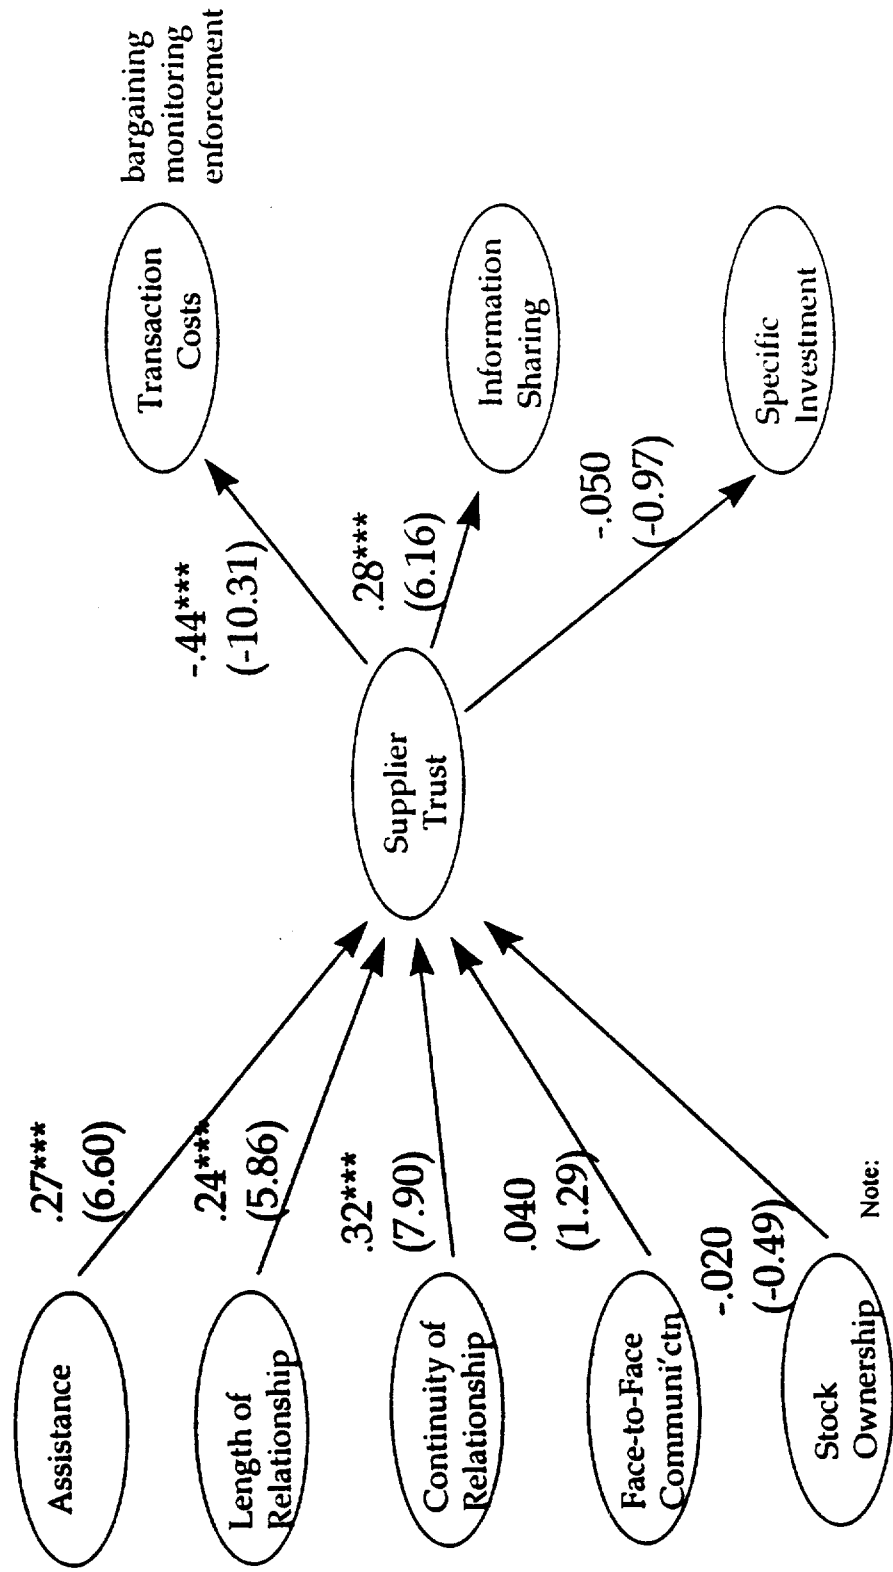 Assistance
.27***
(6.60)
Length of
Relationship
.24***
(5.86)
Continuity of
Relationship
.32***
(7.90)
Face-to-Face
Communi'ctn
.040
(1.29)
Stock
Ownership
-.020
(-0.49)
Note:
Supplier
Trust
-.44***
(-10.31)
.28***
(6.16)
-.050
(-0.97)
Transaction
Costs
bargaining
monitoring
enforcement
Information
Sharing
Specific
Investment